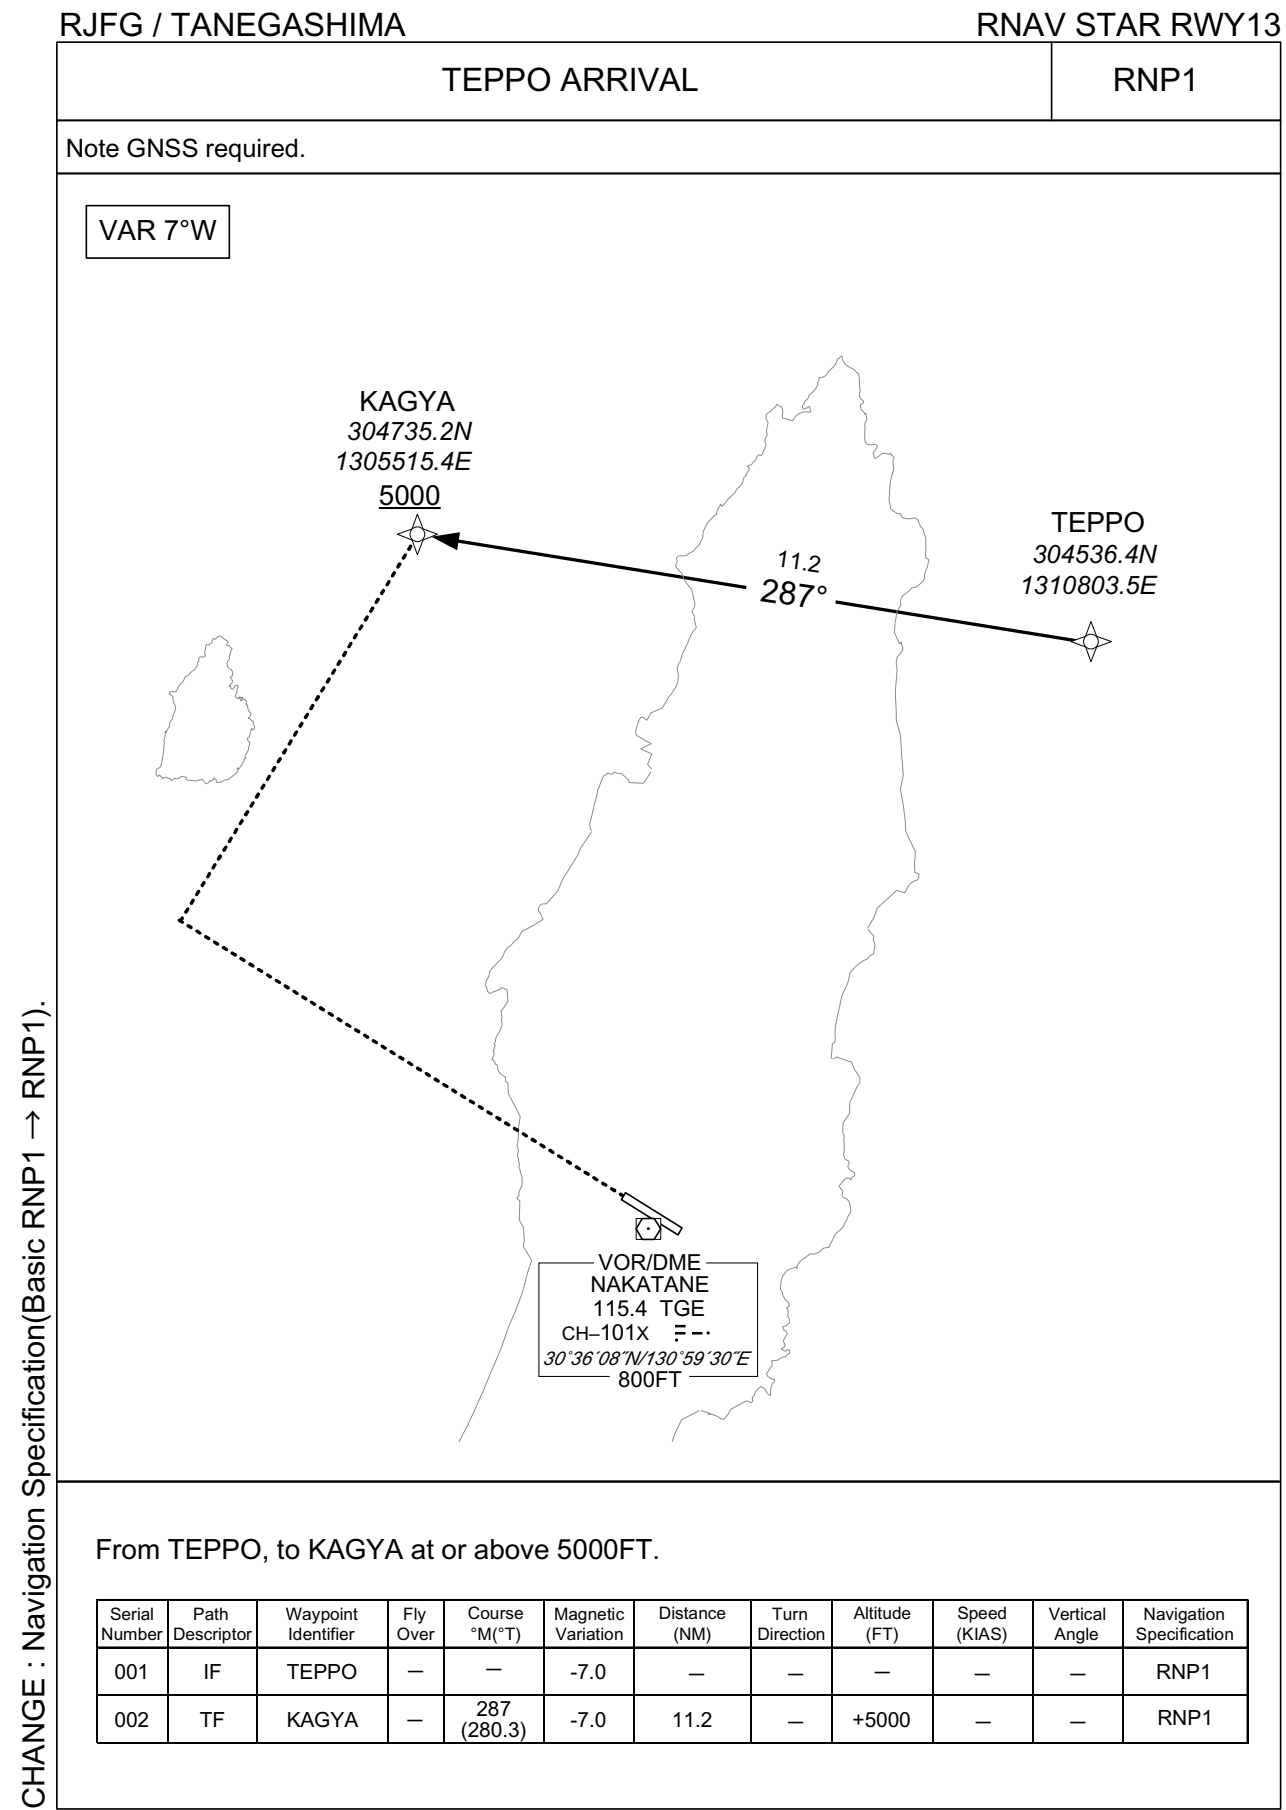 RJFG / TANEGASHIMA
RNAV STAR RWY13
TEPPO ARRIVAL
RNP1
Note GNSS required.
VAR 7°W
KAGYA
304735.2N
1305515.4E
5000
TEPPO
304536.4N
1310803.5E
11.2
287°
VOR/DME
NAKATANE
115.4 TGE
CH–101X
30°36´08˝N/130°59´30˝E
800FT
From TEPPO, to KAGYA at or above 5000FT.
Serial Number Path Descriptor Waypoint Identifier Fly Over Course °M(°T) Magnetic Variation Distance (NM) Turn Direction Altitude (FT) Speed (KIAS) Vertical Angle Navigation Specification
001 IF TEPPO — — -7.0 — — — — — RNP1
002 TF KAGYA — 287 (280.3) -7.0 11.2 — +5000 — — RNP1
CHANGE : Navigation Specification(Basic RNP1 → RNP1).